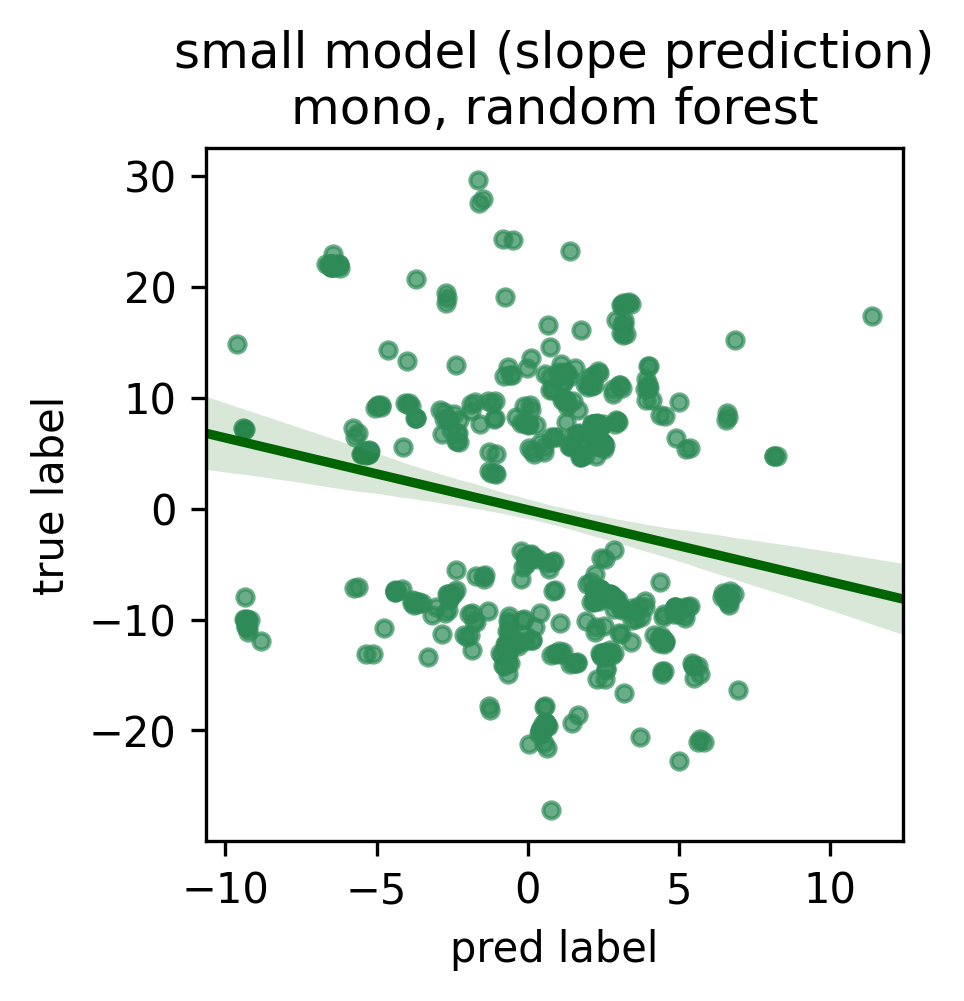 small model (slope prediction)
mono, random forest
30
20
10
0
−10
−20
true label
−10
−5
0
5
10
pred label